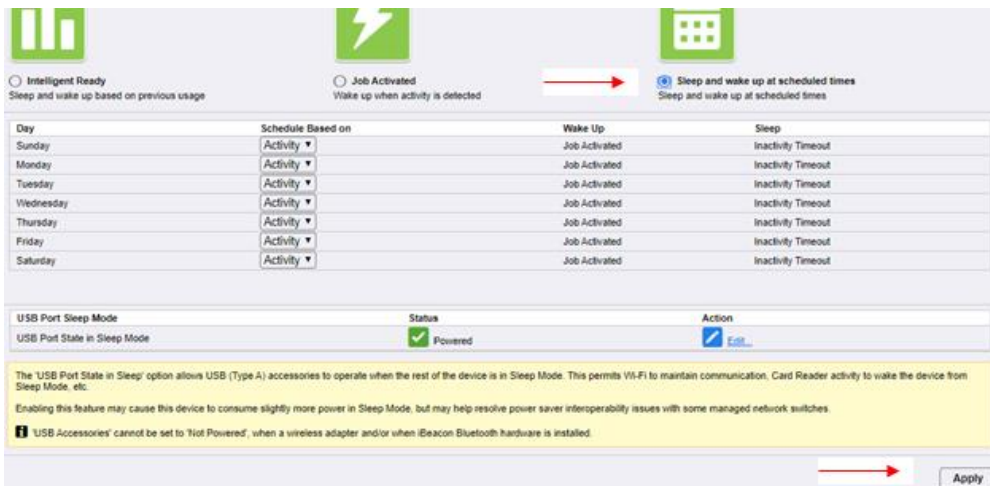 Intelligent Ready
Sleep and wake up based on previous usage
Job Activated
Wake up when activity is detected
Sleep and wake up at scheduled times
Sleep and wake up at scheduled times
Day Schedule Based on Wake Up Sleep
Sunday Activity Job Activated Inactivity Timeout
Monday Activity Job Activated Inactivity Timeout
Tuesday Activity Job Activated Inactivity Timeout
Wednesday Activity Job Activated Inactivity Timeout
Thursday Activity Job Activated Inactivity Timeout
Friday Activity Job Activated Inactivity Timeout
Saturday Activity Job Activated Inactivity Timeout
USB Port Sleep Mode Status Action
USB Port State in Sleep Mode Powered Edit...
The 'USB Port State in Sleep' option allows USB (Type A) accessories to operate when the rest of the device is in Sleep Mode. This permits Wi-Fi to maintain communication, Card Reader activity to wake the device from
Sleep Mode, etc.
Enabling this feature may cause this device to consume slightly more power in Sleep Mode, but may help resolve power saver interoperability issues with some managed network switches.
'USB Accessories' cannot be set to 'Not Powered', when a wireless adapter and/or when iBeacon Bluetooth hardware is installed.
Apply